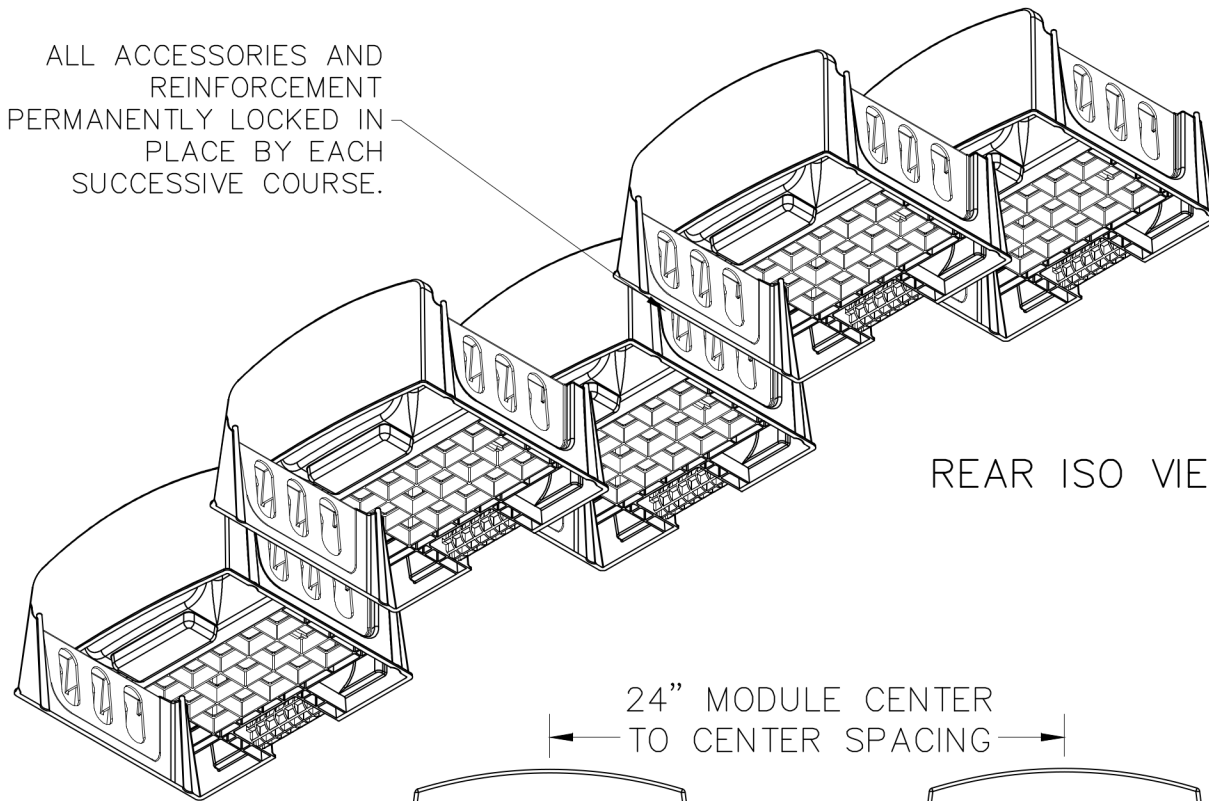 ALL ACCESSORIES AND
REINFORCEMENT
PERMANENTLY LOCKED IN
PLACE BY EACH
SUCCESSIVE COURSE.
REAR ISO VIE
24” MODULE CENTER
TO CENTER SPACING